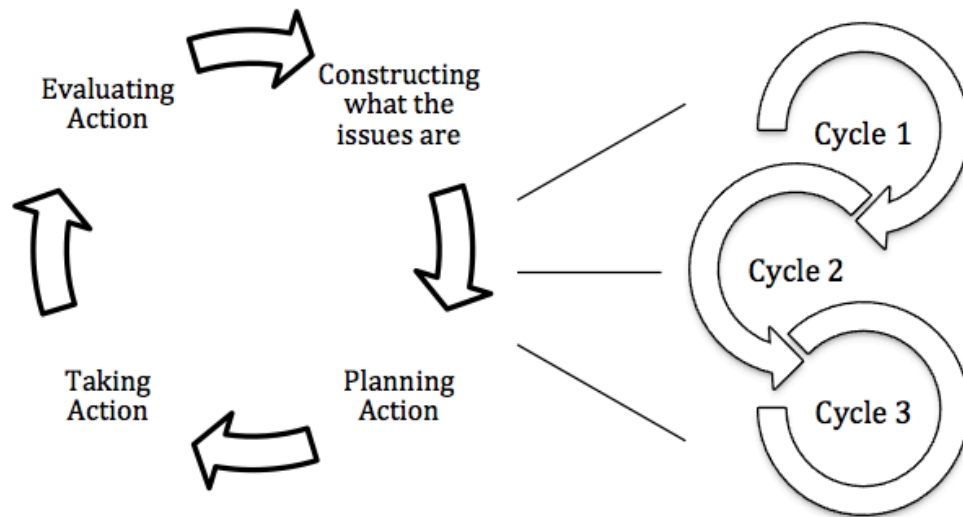 Evaluating
Action
Constructing
what the
issues are
Taking
Action
Planning
Action
Cycle 1
Cycle 2
Cycle 3